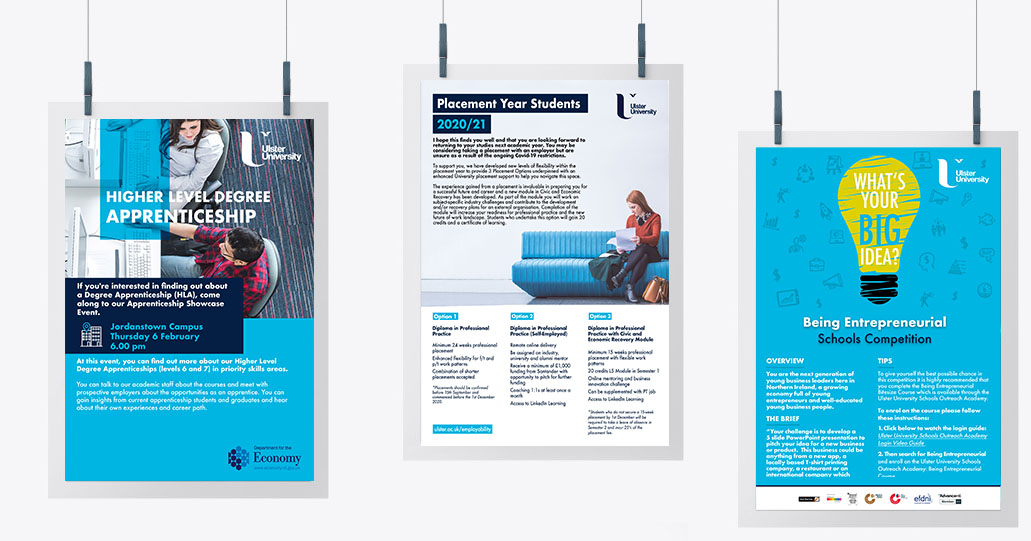 Ulster
University
HIGHER LEVEL DEGREE
APPRENTICESHIP
If you're interested in finding out about
a Degree Apprenticeship (HLA), come
along to our Apprenticeship Showcase
Event.
Jordanstown Campus
Thursday 6 February
6.00 pm
At this event, you can find out more about our Higher Level
Degree Apprenticeships (levels 6 and 7) in priority skills areas.
You can talk to our academic staff about the courses and meet with
prospective employers about the opportunities as an apprentice. You can
gain insights from current apprenticeship students and graduates and hear
about their own experiences and career path.
Department for the
Economy
www.economy-ni.gov.uk
Placement Year Students
2020/21
Ulster
University
I hope this finds you well and that you are looking forward to
returning to your studies next academic year. You may be
considering taking a placement with an employer but are
unsure as a result of the ongoing Covid-19 restrictions.
To support you, we have developed new levels of flexibility within the
placement year to provide 3 Placement Options underpinned with an
enhanced University placement support to help you navigate this space.
The experience gained from a placement is invaluable in preparing you for
a successful future and career and a new module in Civic and Economic
Recovery has been developed. As part of the module you will work on
subject-specific industry challenges and contribute to the development
and/or recovery plans for an external organisation. Completion of the
module will increase your readiness for professional practice and the new
future of work landscape. Students who undertake this option will gain 20
credits and a certificate of learning.
Option 1
Diploma in Professional
Practice
Minimum 24 weeks professional
placement
Enhanced flexibility for f/t and
p/t work patterns
Combination of shorter
placements accepted
*Placements should be confirmed
before 10th September and
commenced before the 1st December
2020.
Option 2
Diploma in Professional
Practice (Self-Employed)
Remote online delivery
Be assigned an industry,
university and alumni mentor
Receive a minimum of £1,000
funding from Santander with
opportunity to pitch for further
funding
Coaching 1:1s at least once a
month
Access to LinkedIn Learning
Option 3
Diploma in Professional
Practice with Civic and
Economic Recovery Module
Minimum 15 weeks professional
placement with flexible work
patterns
20 credits L5 Module in Semester 1
Online mentoring and business
innovation challenge
Can be supplemented with PT job
Access to LinkedIn Learning
*Students who do not secure a 15week
placement by 1st December will be
required to take a leave of absence in
Semester 2 and incur 25% of the
placement fee.
ulster.ac.uk/employability
WHAT'S
YOUR
BIG
IDEA?
Ulster
University
Being Entrepreneurial
Schools Competition
OVERVIEW
You are the next generation of
young business leaders here in
Northern Ireland, a growing
economy full of young
entrepreneurs and well-educated
young business people.
THE BRIEF
"Your challenge is to develop a
5 slide PowerPoint presentation to
pitch your idea for a new business
or product. This business could be
anything from a new app, a
locally based T-shirt printing
company, a restaurant or an
international company which
TIPS
To give yourself the best possible chance in
this competition it is highly recommended that
you complete the Being Entrepreneurial
Course which is available through the
Ulster University Schools Outreach Academy.
To enrol on the course please follow
these instructions:
1. Click below to watch the login guide:
Ulster University Schools Outreach Academy
Login Video Guide
2. Then search for Being Entrepreneurial
and enroll on the Ulster University Schools
Outreach Academy: Being Entrepreneurial
efdni
Advance
Member